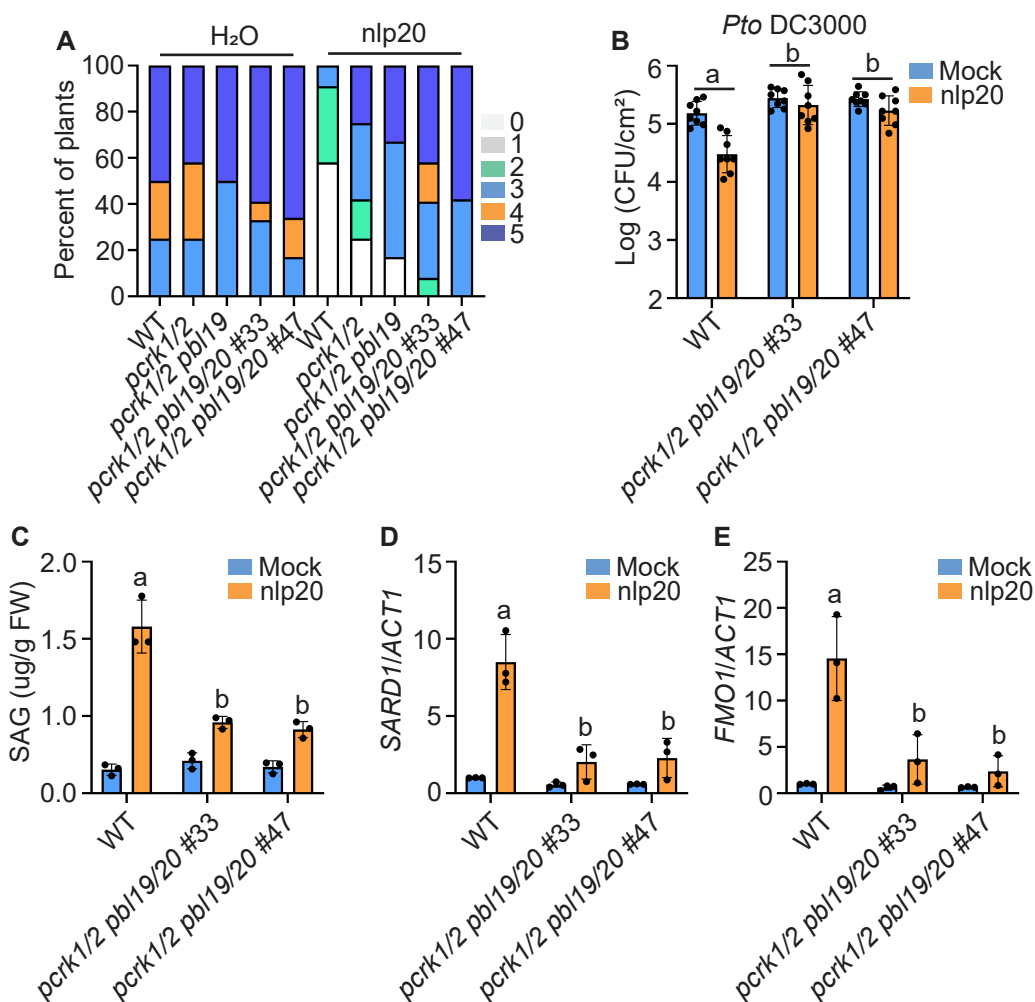 A
H₂O
nlp20
Percent of plants
100
80
60
40
20
0
0
1
2
3
4
5
WT
pcrk1/2
pcrk1/2 pbl19
pcrk1/2 pbl19/20 #33
pcrk1/2 pbl19/20 #47
WT
pcrk1/2
pcrk1/2 pbl19
pcrk1/2 pbl19/20 #33
pcrk1/2 pbl19/20 #47
B
Pto DC3000
Mock
nlp20
a
b
b
Log (CFU/cm²)
6
5
4
3
2
WT
pcrk1/2 pbl19/20 #33
pcrk1/2 pbl19/20 #47
C
Mock
nlp20
SAG (ug/g FW)
2.0
1.5
1.0
0.0
a
b
b
WT
pcrk1/2 pbl19/20 #33
pcrk1/2 pbl19/20 #47
D
Mock
nlp20
SARD1/ACT1
15
10
5
0
a
b
b
WT
pcrk1/2 pbl19/20 #33
pcrk1/2 pbl19/20 #47
E
Mock
nlp20
FMO1/ACT1
25
20
15
10
5
0
a
b
b
WT
pcrk1/2 pbl19/20 #33
pcrk1/2 pbl19/20 #47